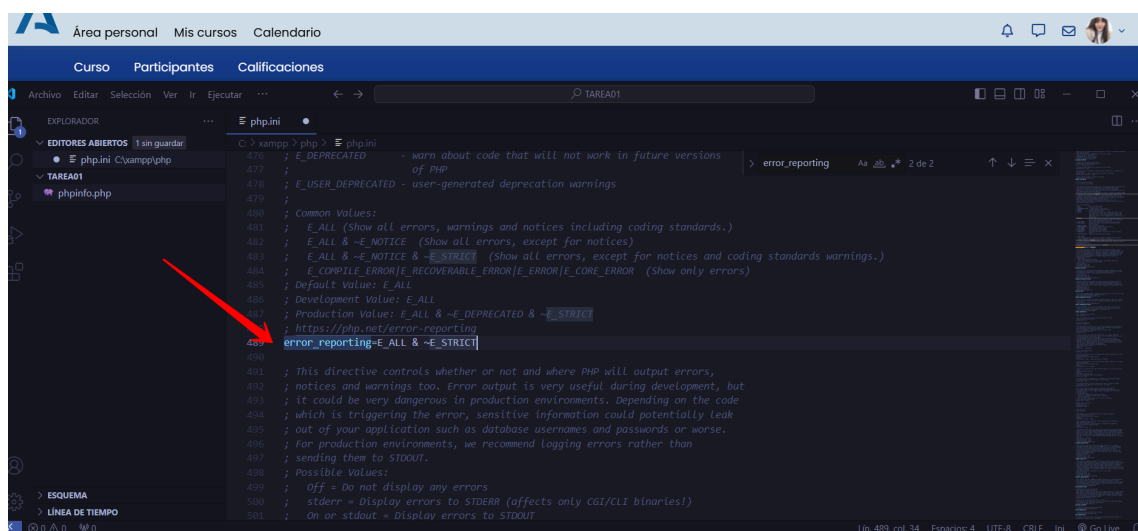 Área personal Mis cursos Calendario
Curso Participantes Calificaciones
Archivo Editar Selección Ver Ir Ejecutar ··· TAREA01
EXPLORADOR ···
php.ini
EDITORES ABIERTOS 1 sin guardar
php.ini C:\xampp\php
TAREA01
phpinfo.php
ESQUEMA
LÍNEA DE TIEMPO
C: > xampp > php > php.ini
error_reporting Aa ab .* 2 de 2
476 ; E_DEPRECATED - warn about code that will not work in future versions
477 ; of PHP
478 ; E_USER_DEPRECATED - user-generated deprecation warnings
479 ;
480 ; Common Values:
481 ; E_ALL (Show all errors, warnings and notices including coding standards.)
482 ; E_ALL & ~E_NOTICE (Show all errors, except for notices)
483 ; E_ALL & ~E_NOTICE & ~E_STRICT (Show all errors, except for notices and coding standards warnings.)
484 ; E_COMPILE_ERROR|E_RECOVERABLE_ERROR|E_ERROR|E_CORE_ERROR (Show only errors)
485 ; Default Value: E_ALL
486 ; Development Value: E_ALL
487 ; Production Value: E_ALL & ~E_DEPRECATED & ~E_STRICT
; https://php.net/error-reporting
489 error_reporting=E_ALL & ~E_STRICT
490
491 ; This directive controls whether or not and where PHP will output errors,
492 ; notices and warnings too. Error output is very useful during development, but
493 ; it could be very dangerous in production environments. Depending on the code
494 ; which is triggering the error, sensitive information could potentially leak
495 ; out of your application such as database usernames and passwords or worse.
496 ; For production environments, we recommend logging errors rather than
497 ; sending them to STDOUT.
498 ; Possible Values:
499 ; Off = Do not display any errors
500 ; stderr = Display errors to STDERR (affects only CGI/CLI binaries!)
501 ; On or stdout = Display errors to STDOUT
0 0 0 Lín. 489, col. 34 Espacios: 4 UTF-8 CRLF Ini Go Live